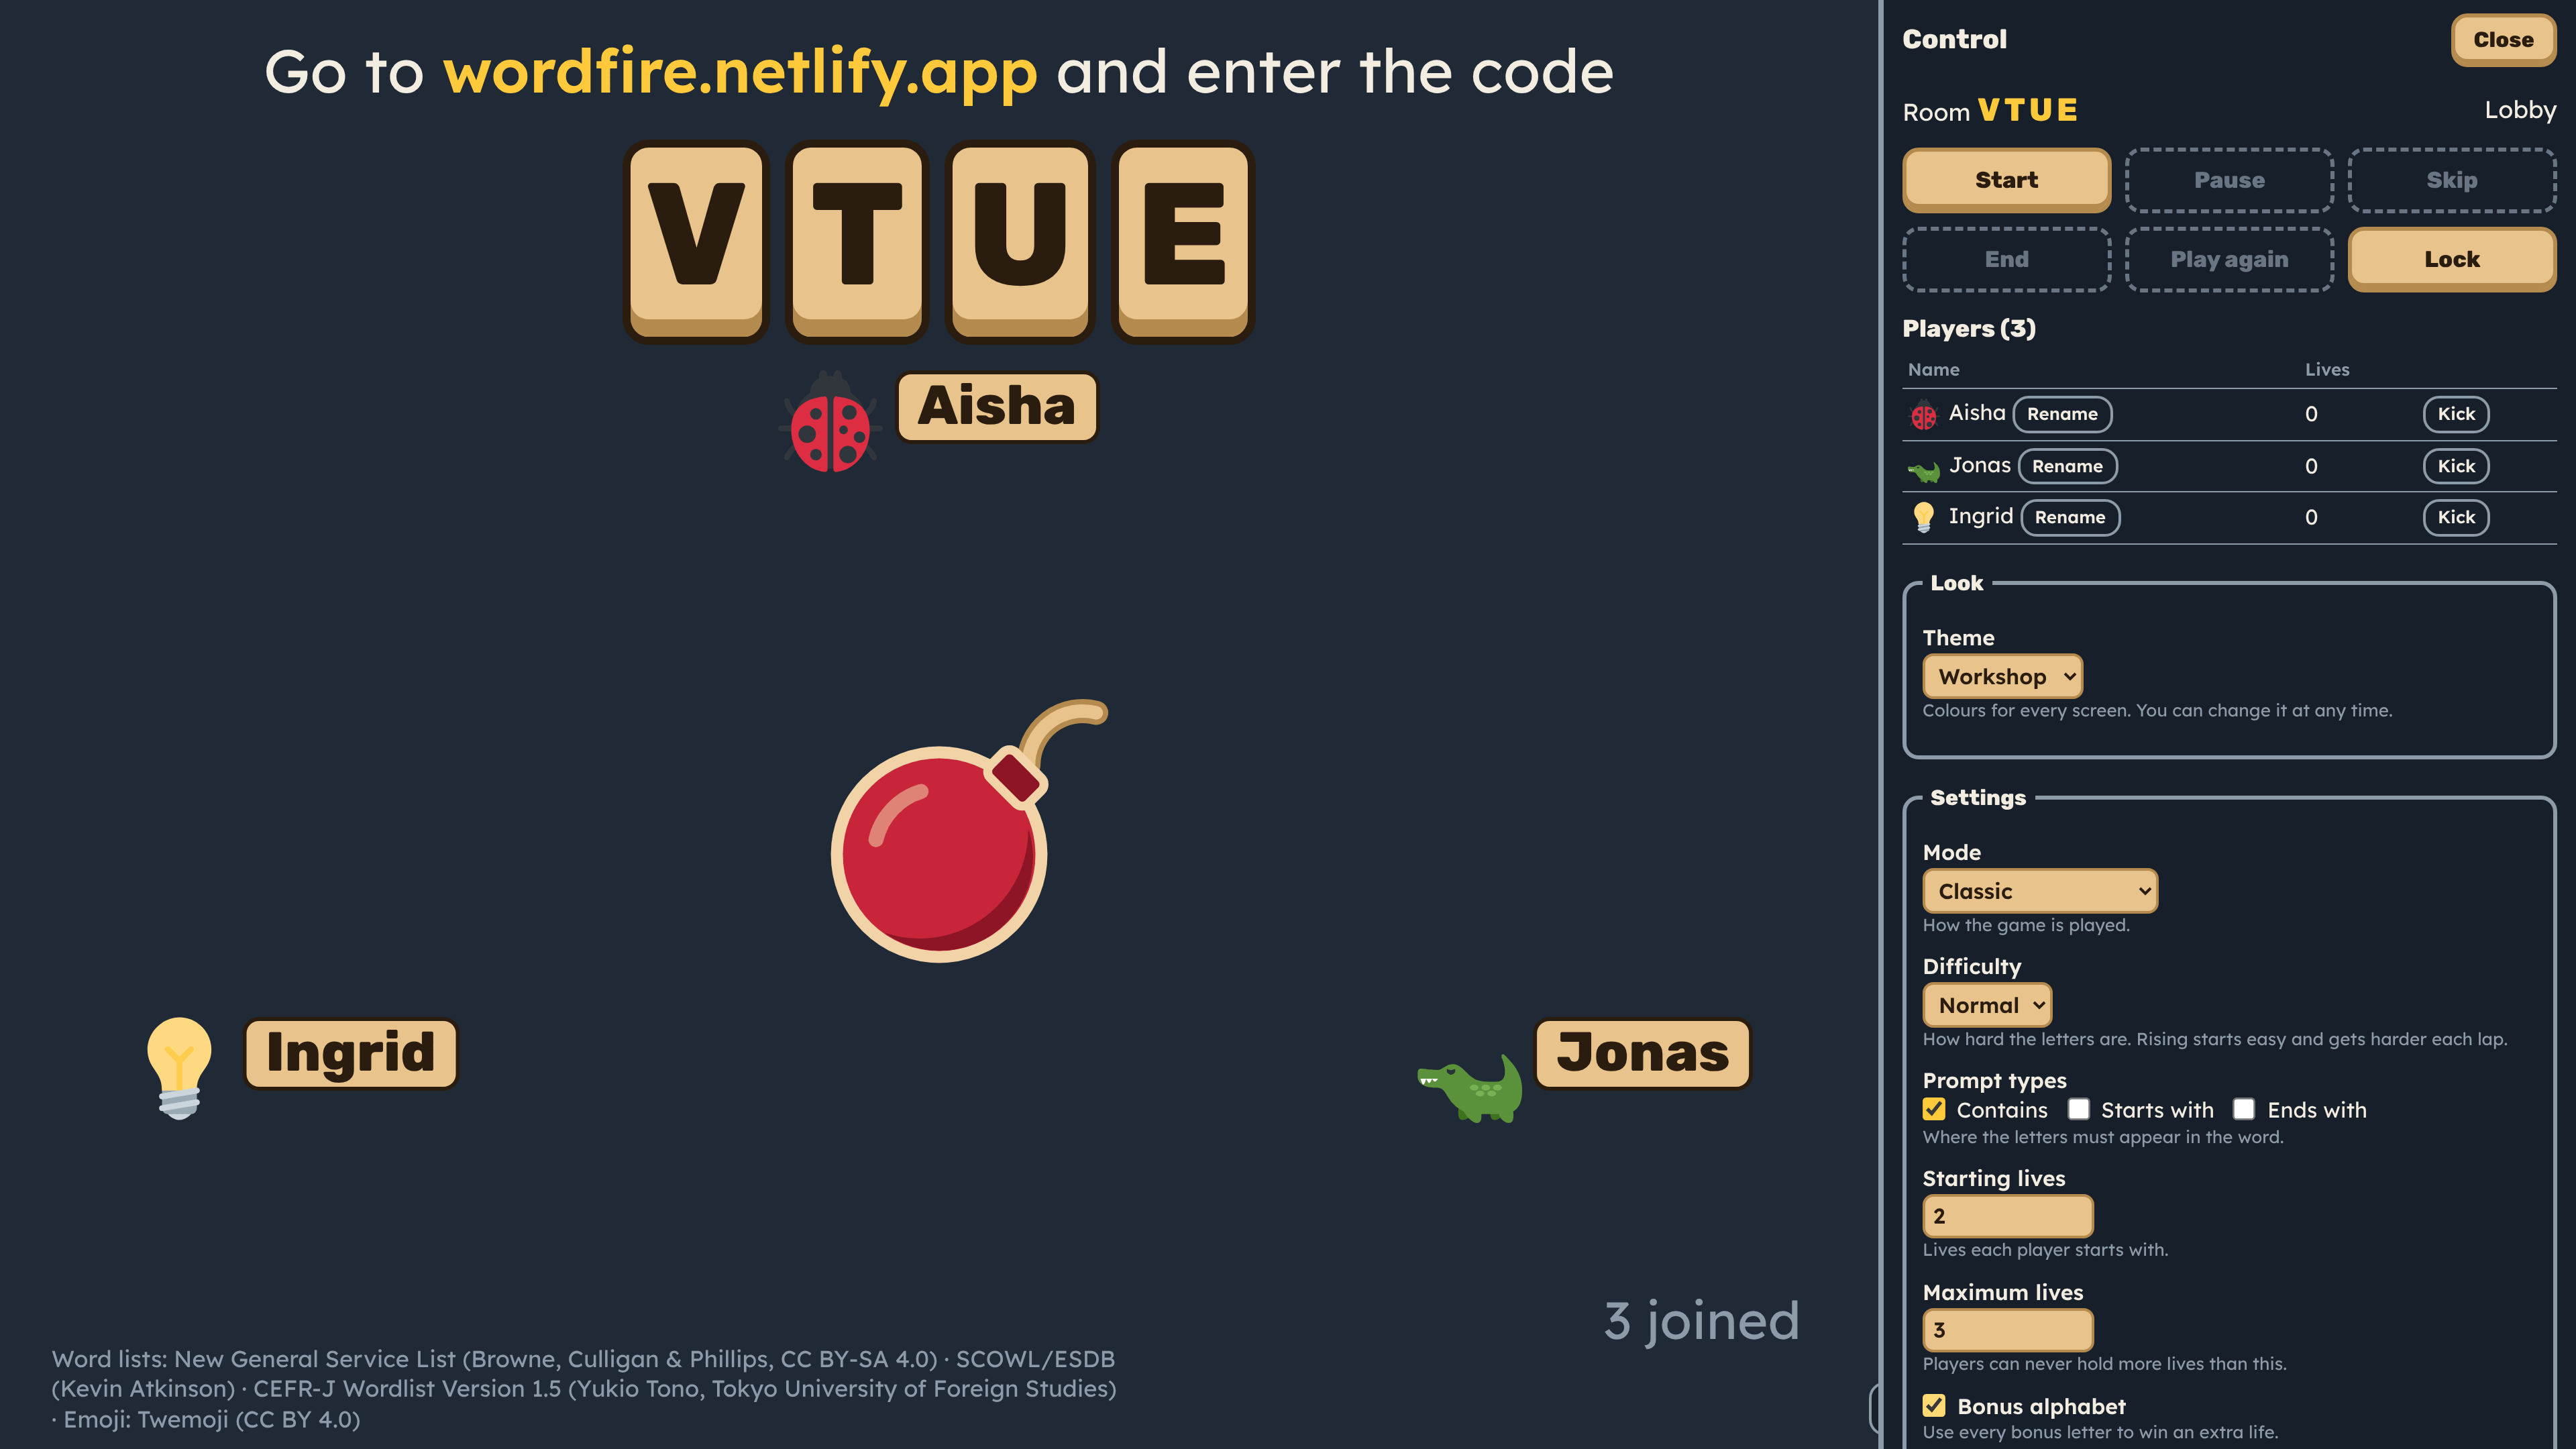 Go to wordfire.netlify.app and enter the code
VTUE
Aisha
Ingrid
Jonas
3 joined
Word lists: New General Service List (Browne, Culligan & Phillips, CC BY-SA 4.0) · SCOWL/ESDB
(Kevin Atkinson) · CEFR-J Wordlist Version 1.5 (Yukio Tono, Tokyo University of Foreign Studies)
· Emoji: Twemoji (CC BY 4.0)
Control
Close
Room VTUE
Lobby
Start
Pause
Skip
End
Play again
Lock
Players (3)
Name Lives
Aisha Rename 0 Kick
Jonas Rename 0 Kick
Ingrid Rename 0 Kick
Look
Theme
Workshop
Colours for every screen. You can change it at any time.
Settings
Mode
Classic
How the game is played.
Difficulty
Normal
How hard the letters are. Rising starts easy and gets harder each lap.
Prompt types
Contains Starts with Ends with
Where the letters must appear in the word.
Starting lives
2
Lives each player starts with.
Maximum lives
3
Players can never hold more lives than this.
Bonus alphabet
Use every bonus letter to win an extra life.